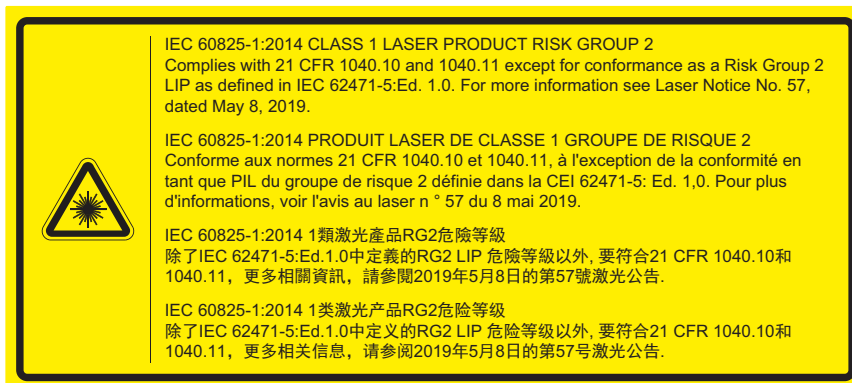 IEC 60825-1:2014 CLASS 1 LASER PRODUCT RISK GROUP 2
Complies with 21 CFR 1040.10 and 1040.11 except for conformance as a Risk Group 2
LIP as defined in IEC 62471-5:Ed. 1.0. For more information see Laser Notice No. 57,
dated May 8, 2019.
IEC 60825-1:2014 PRODUIT LASER DE CLASSE 1 GROUPE DE RISQUE 2
Conforme aux normes 21 CFR 1040.10 et 1040.11, à l'exception de la conformité en
tant que PIL du groupe de risque 2 définie dans la CEI 62471-5: Ed. 1,0. Pour plus
d'informations, voir l'avis au laser n ° 57 du 8 mai 2019.
IEC 60825-1:2014 1類激光產品RG2危險等級
除了IEC 62471-5:Ed.1.0中定義的RG2 LIP 危險等級以外, 要符合21 CFR 1040.10和
1040.11，更多相關資訊，請參閱2019年5月8日的第57號激光公告.
IEC 60825-1:2014 1类激光产品RG2危险等级
除了IEC 62471-5:Ed.1.0中定义的RG2 LIP 危险等級以外, 要符合21 CFR 1040.10和
1040.11，更多相关信息，请参阅2019年5月8日的第57号激光公告.